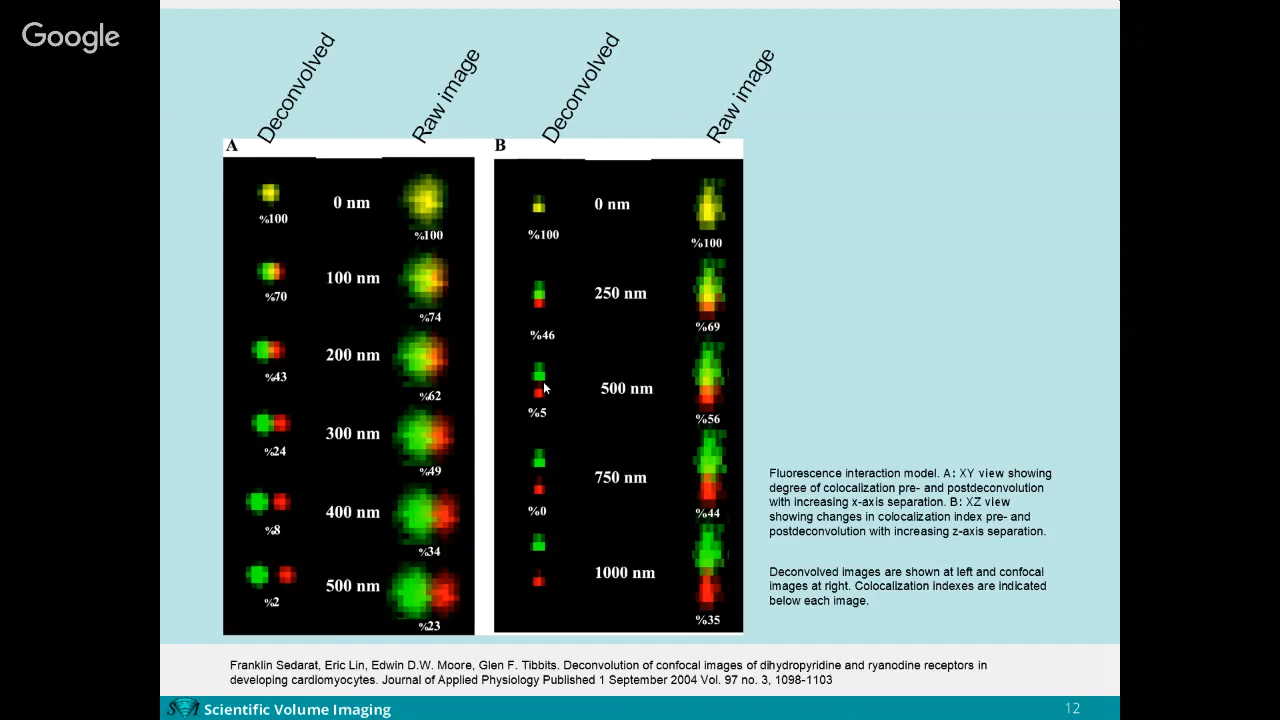 Google
Deconvolved
Raw image
Deconvolved
Raw image
A
0 nm
%100
%100
100 nm
%70
%74
200 nm
%43
%62
300 nm
%24
%49
400 nm
%8
%34
500 nm
%2
%23
B
0 nm
%100
%100
250 nm
%46
%69
500 nm
%5
%56
750 nm
%0
%44
1000 nm
%35
Fluorescence interaction model. A: XY view showing
degree of colocalization pre- and postdeconvolution
with increasing x-axis separation. B: XZ view
showing changes in colocalization index pre- and
postdeconvolution with increasing z-axis separation.
Deconvolved images are shown at left and confocal
images at right. Colocalization indexes are indicated
below each image.
Franklin Sedarat, Eric Lin, Edwin D.W. Moore, Glen F. Tibbits. Deconvolution of confocal images of dihydropyridine and ryanodine receptors in
developing cardiomyocytes. Journal of Applied Physiology Published 1 September 2004 Vol. 97 no. 3, 1098-1103
SVI Scientific Volume Imaging
12